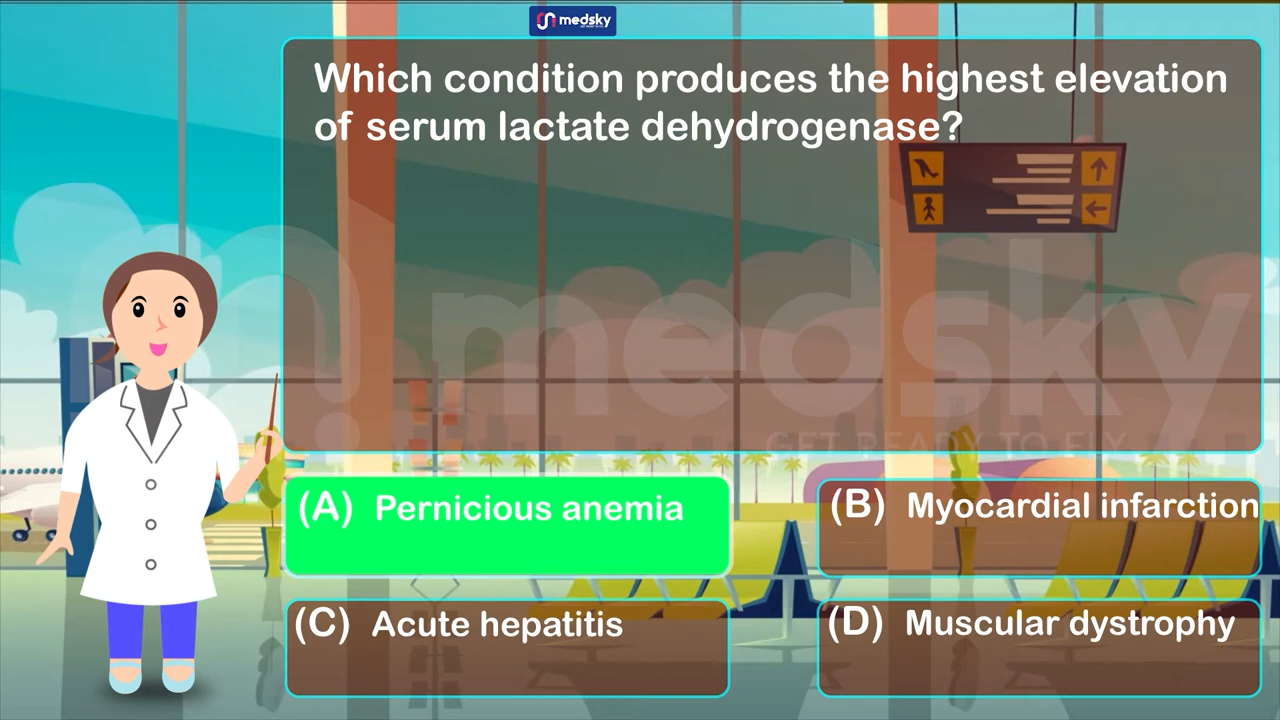 medsky
Which condition produces the highest elevation
of serum lactate dehydrogenase?
medsky
GET READY TO FLY
(A) Pernicious anemia
(B) Myocardial infarction
(C) Acute hepatitis
(D) Muscular dystrophy